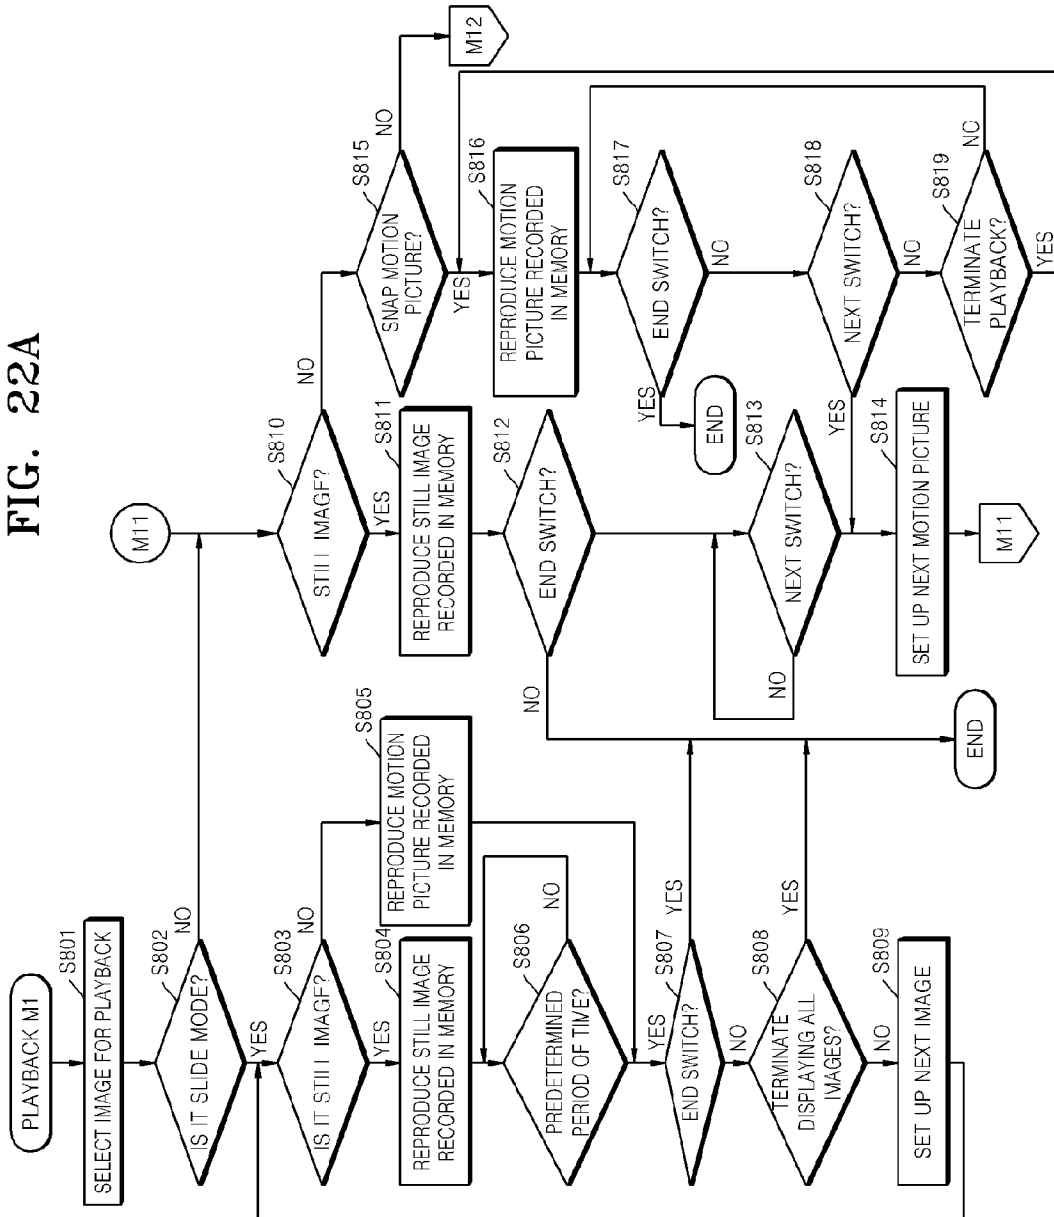 FIG. 22A
PLAYBACK M1
S801
SELECT IMAGE FOR PLAYBACK
S802
IS IT SLIDE MODE?
NO
YES
S803
IS IT STILL IMAGE?
NO
YES
S804
REPRODUCE STILL IMAGE
RECORDED IN MEMORY
S805
REPRODUCE MOTION
PICTURE RECORDED
IN MEMORY
S806
PREDETERMINED
PERIOD OF TIME?
NO
YES
S807
END SWITCH?
YES
NO
S808
TERMINATE
DISPLAYING ALL
IMAGES?
YES
NO
S809
SET UP NEXT IMAGE
END
M11
S810
STILL IMAGF?
NO
YES
S811
REPRODUCE STILL IMAGE
RECORDED IN MEMORY
S812
END SWITCH?
NO
S813
NEXT SWITCH?
NO
YES
S814
SET UP NEXT MOTION PICTURE
M11
S815
SNAP MOTION
PICTURE?
NO
M12
YES
S816
REPRODUCE MOTION
PICTURE RECORDED
IN MEMORY
S817
END SWITCH?
YES
END
NO
S818
NEXT SWITCH?
NO
S819
TERMINATE
PLAYBACK?
NO
YES